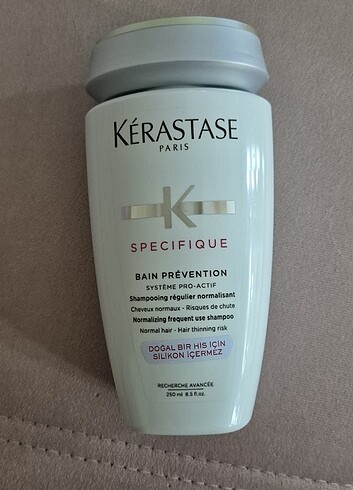 KÉRASTASE
PARIS
K
SPECIFIQUE
BAIN PRÉVENTION
SYSTÈME PRO-ACTIF
Shampooing régulier normalisant
Cheveux normaux - Risques de chute
Normalizing frequent use shampoo
Normal hair - Hair thinning risk
DOĞAL BIR HIS IÇIN
SILIKON IÇERMEZ
RECHERCHE AVANCÉE
250 ml 8.5 fl.oz.